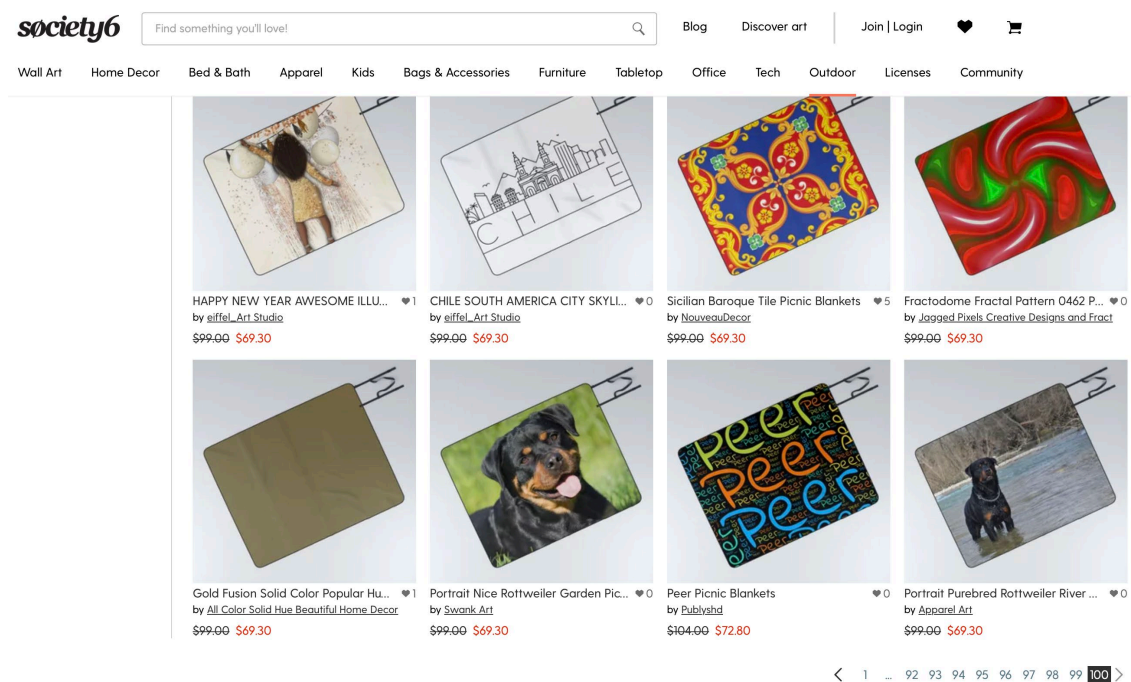 society6
Find something you'll love!
Blog
Discover art
Join | Login
Wall Art
Home Decor
Bed & Bath
Apparel
Kids
Bags & Accessories
Furniture
Tabletop
Office
Tech
Outdoor
Licenses
Community
CHILE
HAPPY NEW YEAR AWESOME ILLU...
1
by eiffel_Art Studio
$99.00 $69.30
CHILE SOUTH AMERICA CITY SKYLI...
0
by eiffel_Art Studio
$99.00 $69.30
Sicilian Baroque Tile Picnic Blankets
5
by NouveauDecor
$99.00 $69.30
Fractodome Fractal Pattern 0462 P...
0
by Jagged Pixels Creative Designs and Fract
$99.00 $69.30
Peer
Peer
Peer
Gold Fusion Solid Color Popular Hu...
1
by All Color Solid Hue Beautiful Home Decor
$99.00 $69.30
Portrait Nice Rottweiler Garden Pic...
0
by Swank Art
$99.00 $69.30
Peer Picnic Blankets
0
by Publyshd
$104.00 $72.80
Portrait Purebred Rottweiler River ...
0
by Apparel Art
$99.00 $69.30
1 ... 92 93 94 95 96 97 98 99 100